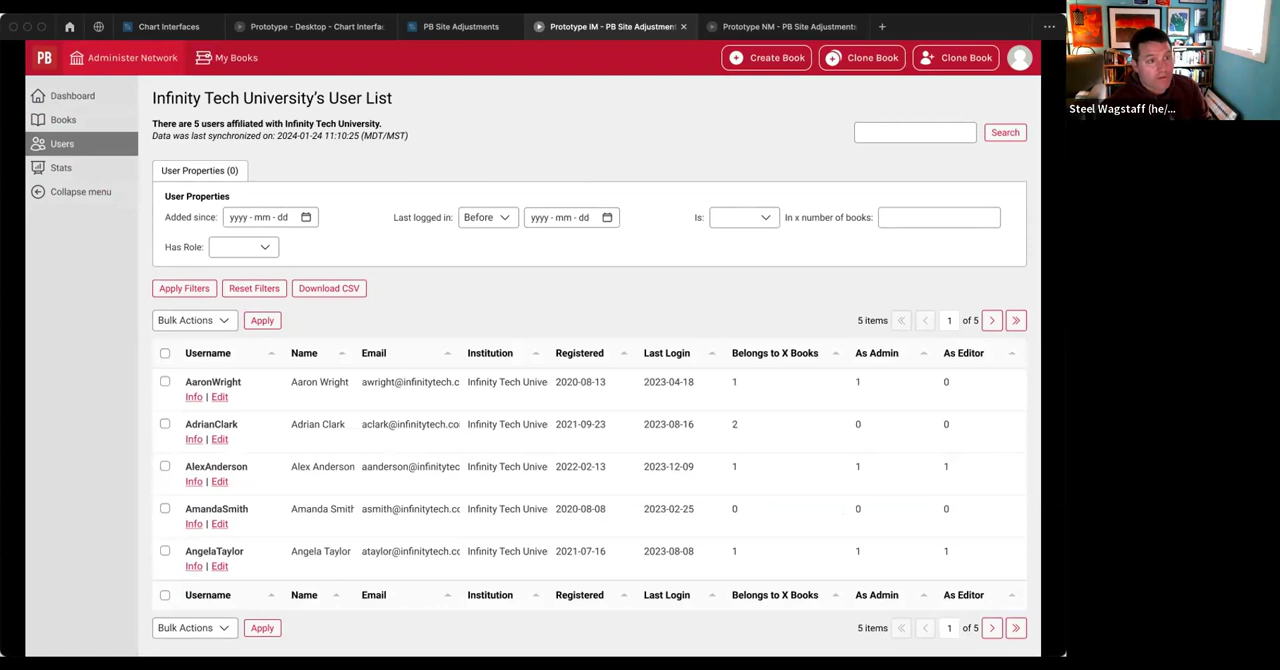 Chart Interfaces
Prototype - Desktop - Chart Interfac
PB Site Adjustments
Prototype IM - PB Site Adjustment
Prototype NM - PB Site Adjustments
PB Administer Network My Books Create Book Clone Book Clone Book
Dashboard
Books
Users
Stats
Collapse menu
Infinity Tech University's User List
There are 5 users affiliated with Infinity Tech University.
Data was last synchronized on: 2024-01-24 11:10:25 (MDT/MST)
Search
User Properties (0)
User Properties
Added since: yyyy - mm - dd Last logged in: Before yyyy - mm - dd Is: In x number of books:
Has Role:
Apply Filters Reset Filters Download CSV
Bulk Actions Apply 5 items « < 1 of 5 > »
Username Name Email Institution Registered Last Login Belongs to X Books As Admin As Editor
AaronWright Aaron Wright awright@infinitytech.c Infinity Tech Unive 2020-08-13 2023-04-18 1 1 0
Info | Edit
AdrianClark Adrian Clark aclark@infinitytech.co Infinity Tech Unive 2021-09-23 2023-08-16 2 0 0
Info | Edit
AlexAnderson Alex Anderson aanderson@infinitytec Infinity Tech Unive 2022-02-13 2023-12-09 1 1 1
Info | Edit
AmandaSmith Amanda Smith asmith@infinitytech.cc Infinity Tech Unive 2020-08-08 2023-02-25 0 0 0
Info | Edit
AngelaTaylor Angela Taylor ataylor@infinitytech.cc Infinity Tech Unive 2021-07-16 2023-08-08 1 1 1
Info | Edit
Username Name Email Institution Registered Last Login Belongs to X Books As Admin As Editor
Bulk Actions Apply 5 items « < 1 of 5 > »
Steel Wagstaff (he/...